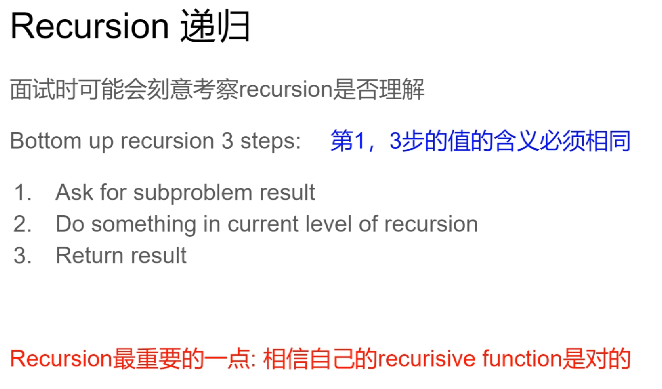 Recursion 递归
面试时可能会刻意考察recursion是否理解
Bottom up recursion 3 steps: 第1，3步的值的含义必须相同
1. Ask for subproblem result
2. Do something in current level of recursion
3. Return result
Recursion最重要的一点: 相信自己的recurisive function是对的